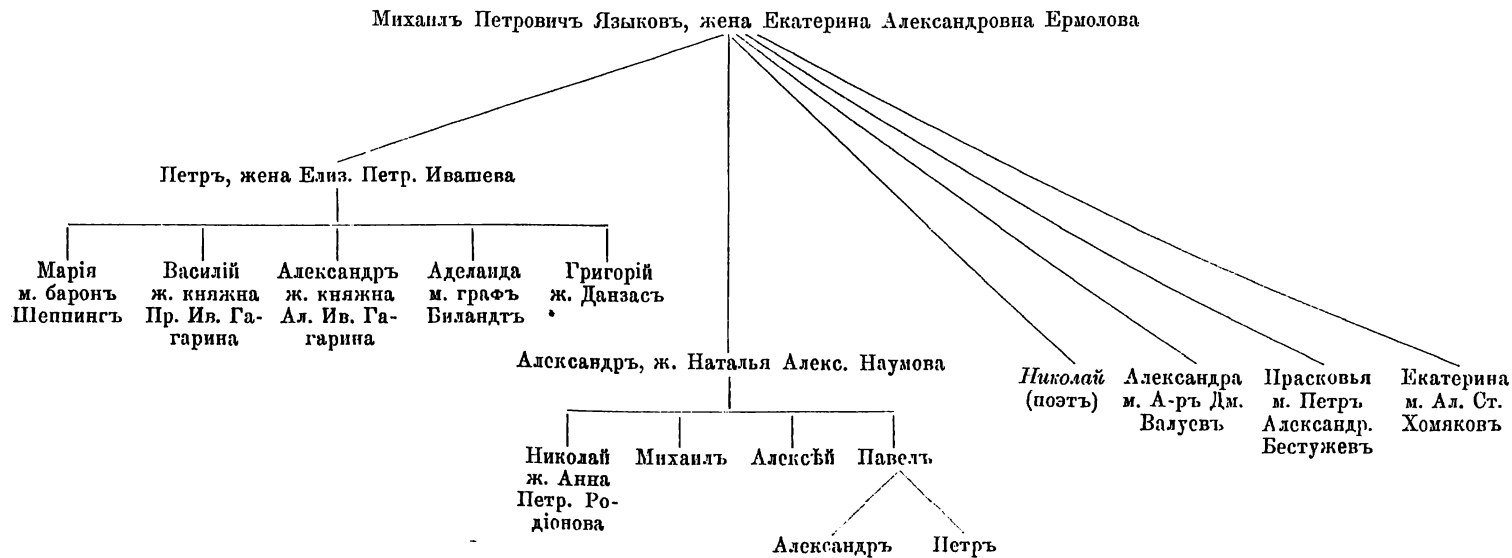 Михаилъ Петровичъ Языковъ, жена Екатерина Александровна Ермолова
Петръ, жена Елиз. Петр. Ивашева
Марія
м. баронъ
Шеппингъ
Василій
ж. княжна
Пр. Ив. Га-
гарина
Александръ
ж. княжна
Ал. Ив. Га-
гарина
Аделаида
м. графъ
Биландтъ
Григорій
ж. Данзасъ
Александръ, ж. Наталья Алекс. Наумова
Николай
ж. Анна
Петр. Ро-
діонова
Михаилъ
Алексѣй
Павелъ
Александръ
Петръ
Николай
(поэтъ)
Александра
м. А-ръ Дм.
Валуевъ
Прасковья
м. Петръ
Александр.
Бестужевъ
Екатерина
м. Ал. Ст.
Хомяковъ